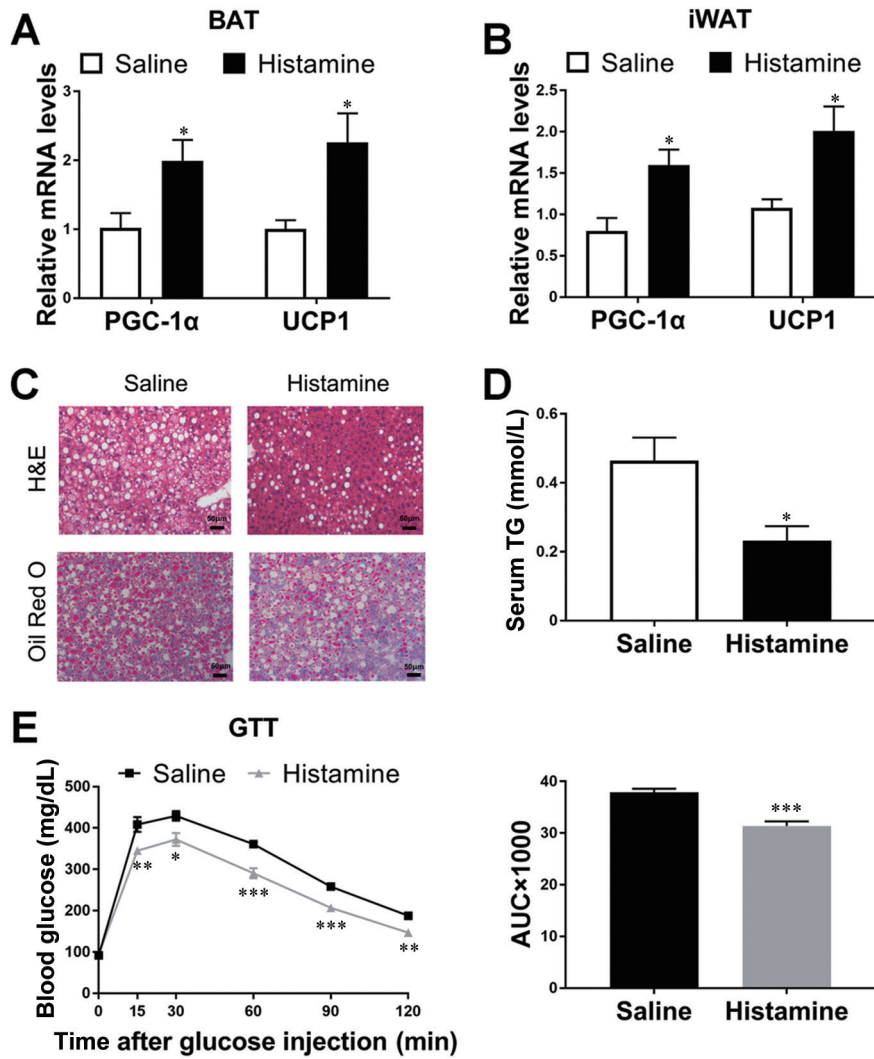 A
BAT
Saline Histamine
Relative mRNA levels
3
2
1
0
*
*
PGC-1α UCP1
B
iWAT
Saline Histamine
Relative mRNA levels
2.5
2.0
1.5
1.0
0.5
0.0
*
*
PGC-1α UCP1
C
Saline Histamine
H&E
50μm
50μm
Oil Red O
50μm
50μm
D
Serum TG (mmol/L)
0.6
0.4
0.2
0
*
Saline Histamine
E
GTT
Saline Histamine
Blood glucose (mg/dL)
500
400
300
200
100
0
** * *** *** **
0 15 30 60 90 120
Time after glucose injection (min)
AUC×1000
40
30
20
10
0
***
Saline Histamine